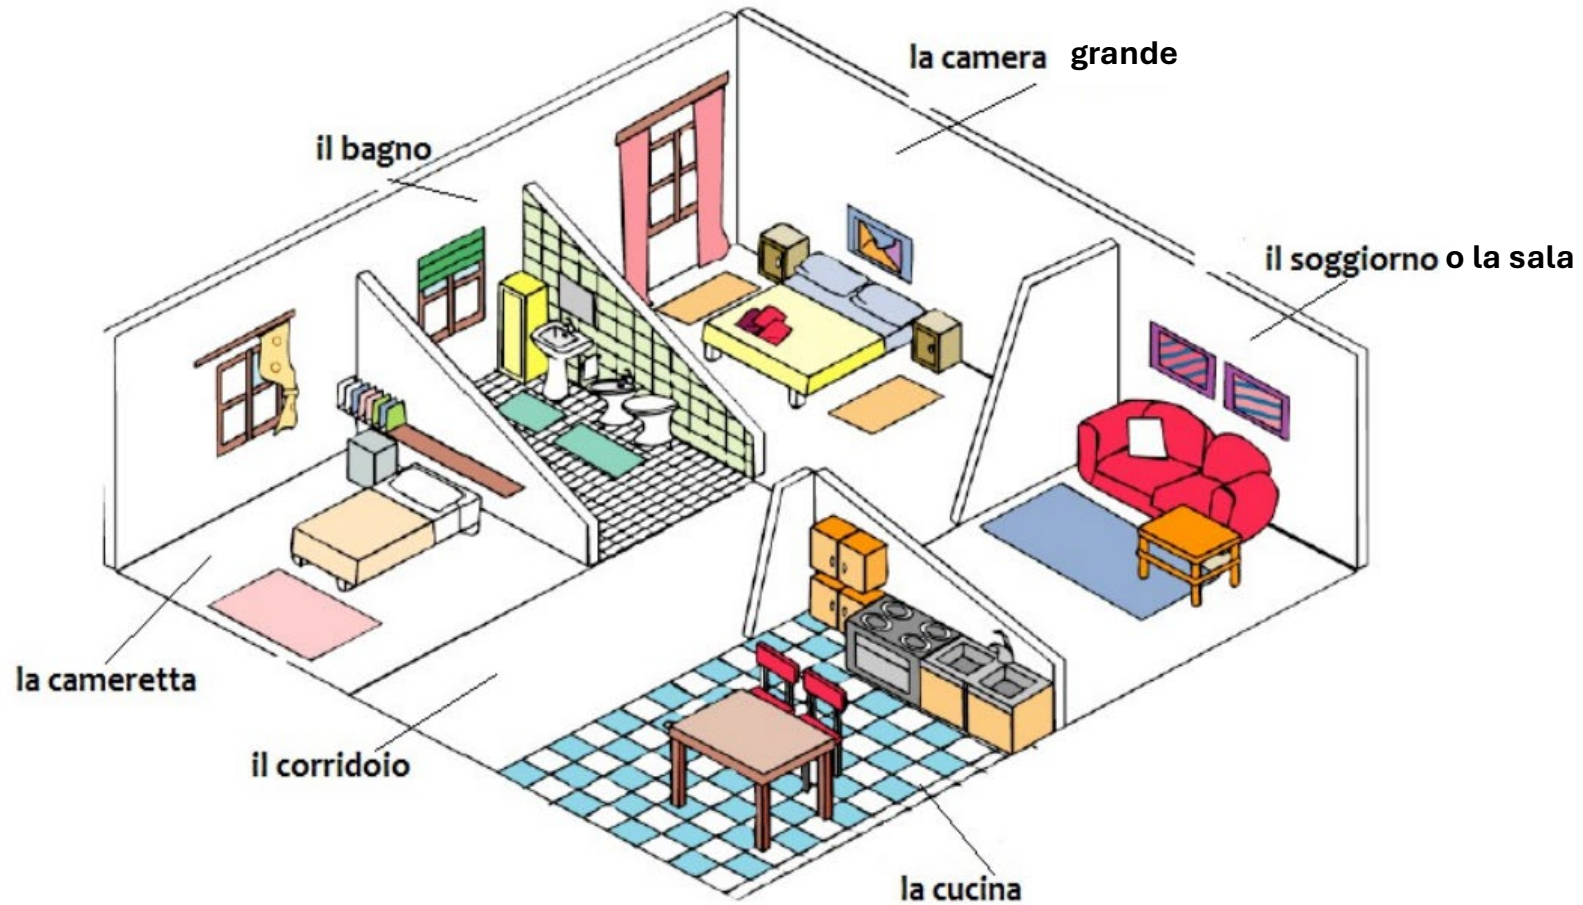 la camera grande
il bagno
il soggiorno o la sala
la cameretta
il corridoio
la cucina